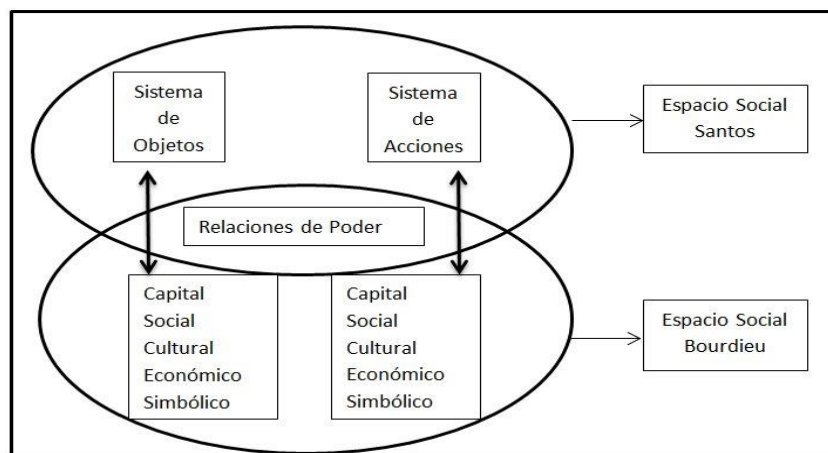 Sistema
de
Objetos
Sistema
de
Acciones
Espacio Social
Santos
Relaciones de Poder
Capital
Social
Cultural
Económico
Simbólico
Capital
Social
Cultural
Económico
Simbólico
Espacio Social
Bourdieu